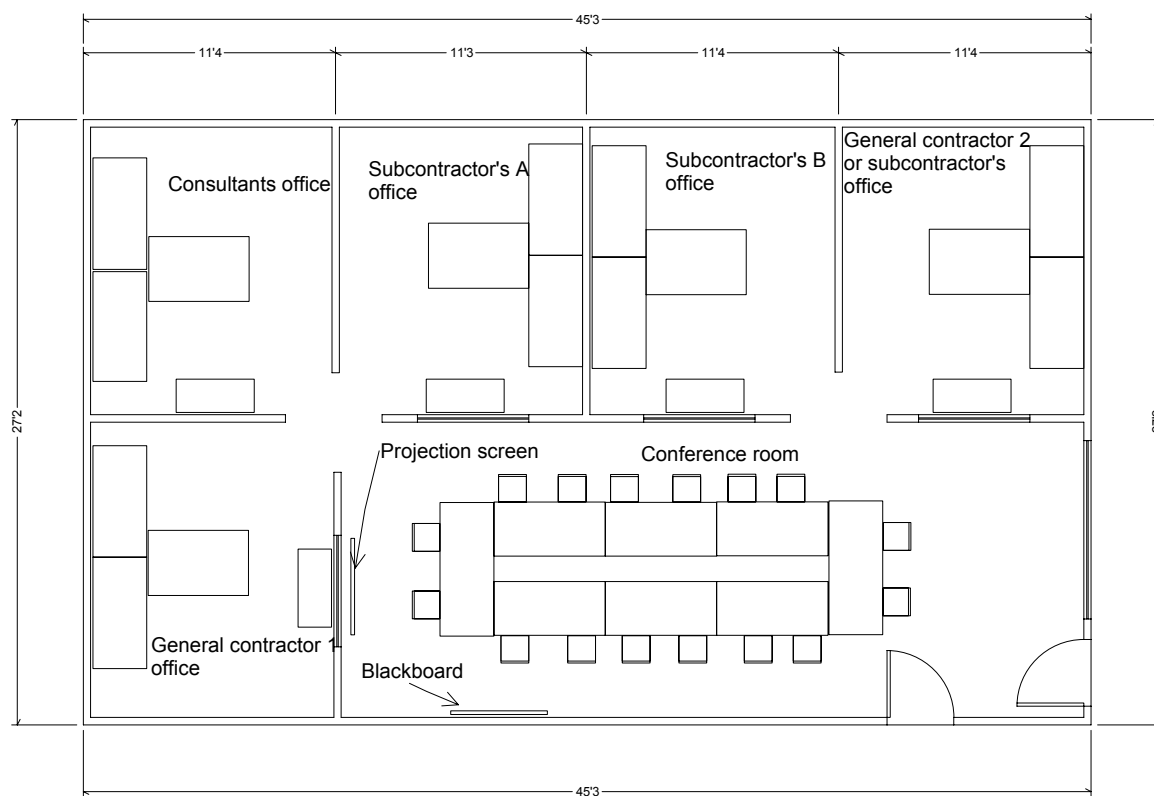 45'3
11'4
11'3
11'4
11'4
General contractor 2
or subcontractor's
office
Subcontractor's A
office
Subcontractor's B
office
Consultants office
27'2
Projection screen
Conference room
General contractor 1
office
Blackboard
45'3